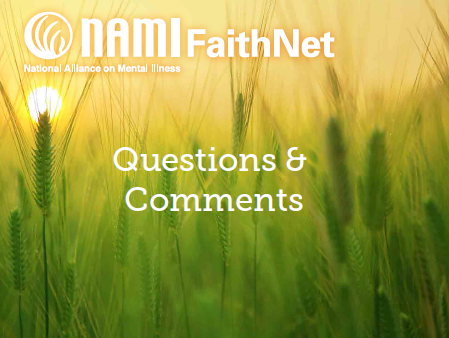 NAMI FaithNet
National Alliance on Mental Illness
Questions &
Comments